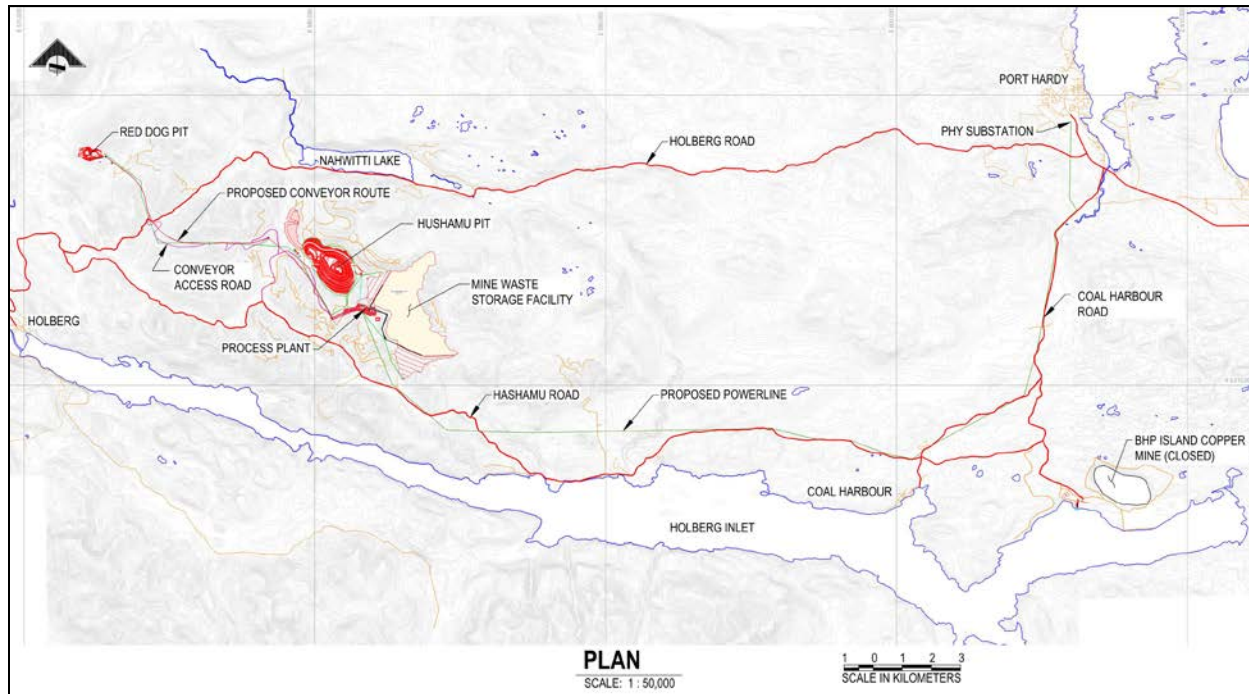 PORT HARDY
RED DOG PIT
PHY SUBSTATION
HOLBERG ROAD
NAHWITTI LAKE
PROPOSED CONVEYOR ROUTE
HUSHAMU PIT
CONVEYOR
ACCESS ROAD
MINE WASTE
STORAGE FACILITY
COAL HARBOUR
ROAD
HOLBERG
PROCESS PLANT
HASHAMU ROAD
PROPOSED POWERLINE
BHP ISLAND COPPER
MINE (CLOSED)
COAL HARBOUR
HOLBERG INLET
PLAN
SCALE: 1 : 50,000
1 0 1 2 3
SCALE IN KILOMETERS